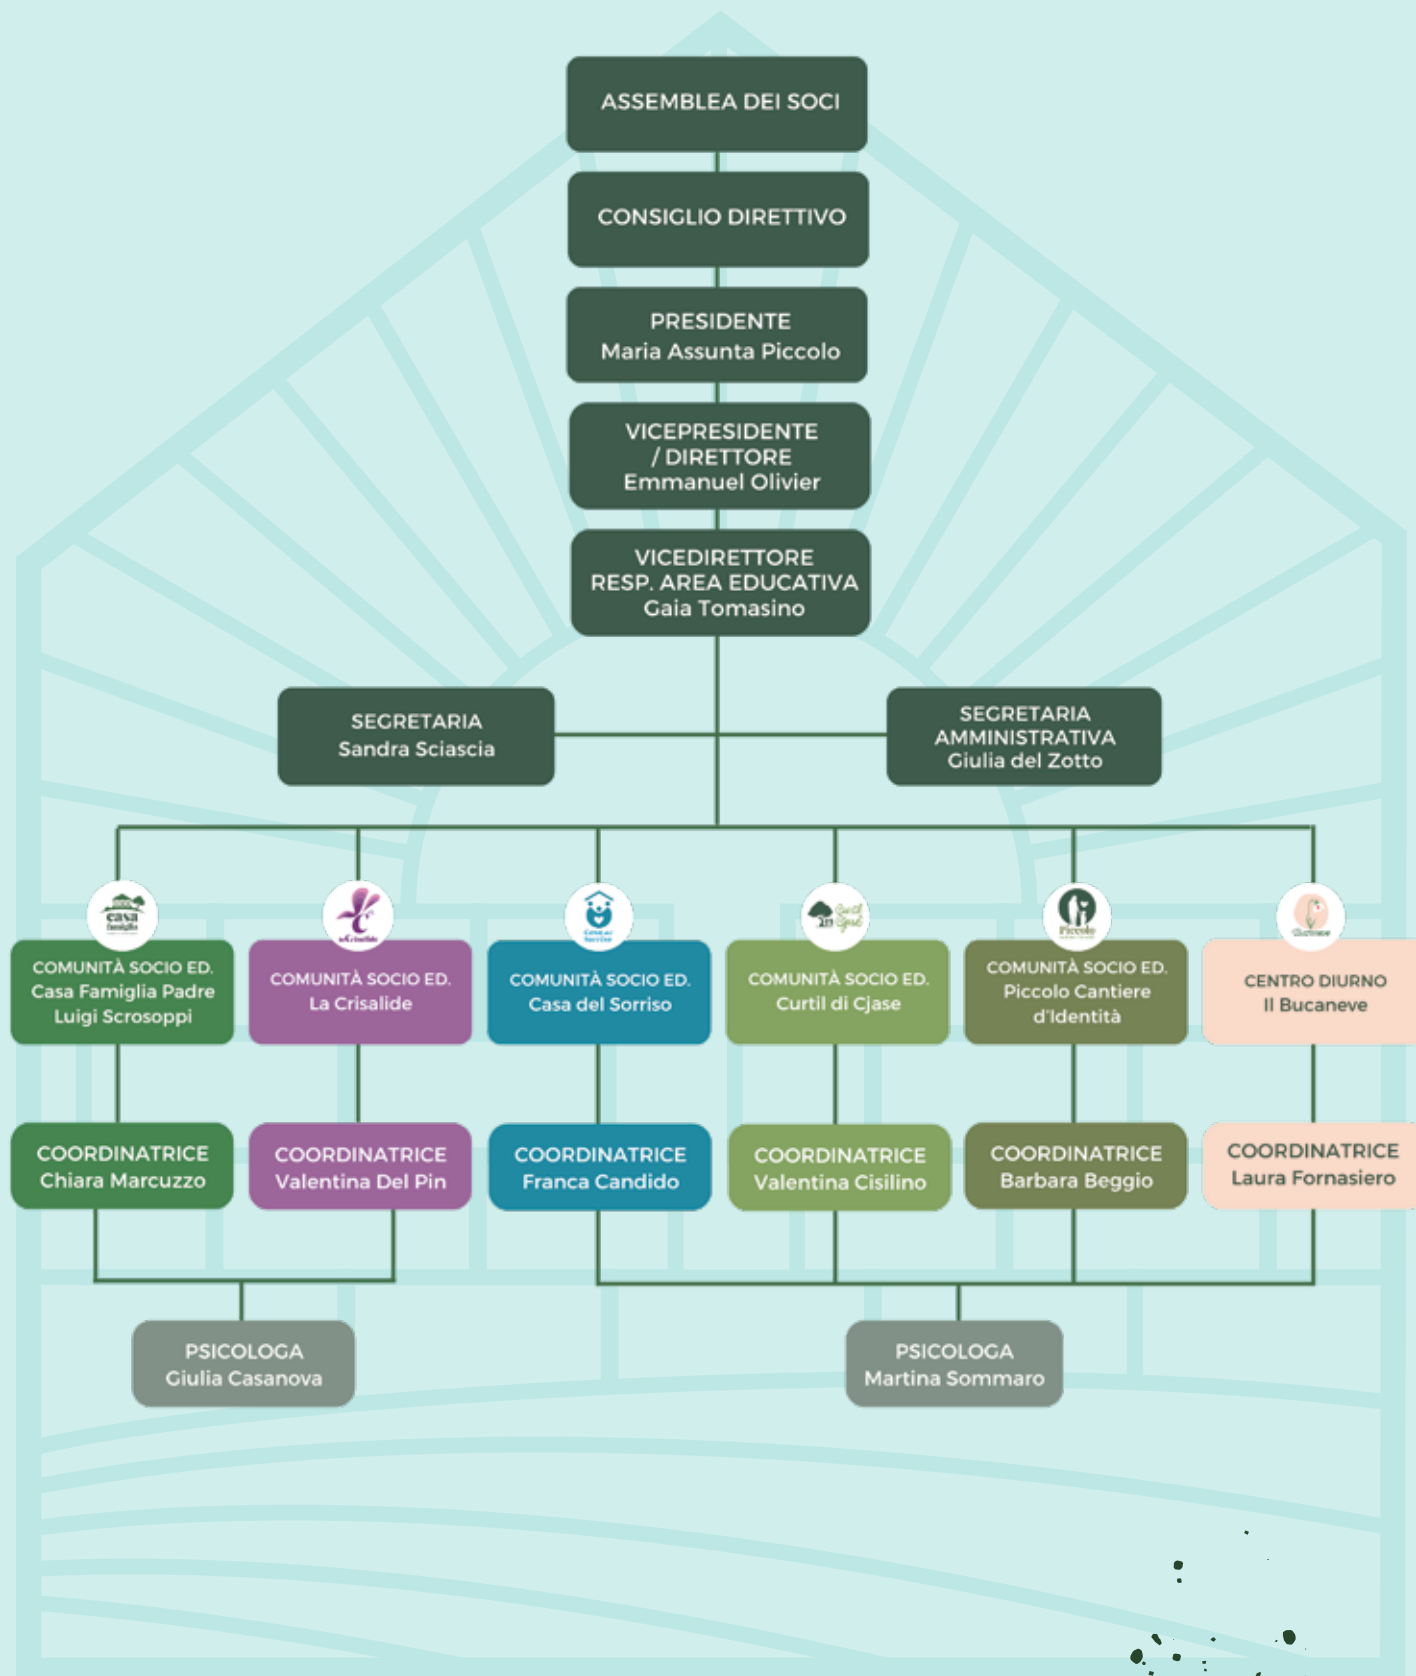 ASSEMBLEA DEI SOCI
CONSIGLIO DIRETTIVO
PRESIDENTE
Maria Assunta Piccolo
VICEPRESIDENTE
/ DIRETTORE
Emmanuel Olivier
VICEDIRETTORE
RESP. AREA EDUCATIVA
Gaia Tomasino
SEGRETARIA
Sandra Sciascia
SEGRETARIA
AMMINISTRATIVA
Giulia del Zotto
casa
famiglia
COMUNITÀ SOCIO ED.
Casa Famiglia Padre
Luigi Scrosoppi
COMUNITÀ SOCIO ED.
La Crisalide
Sorriso
COMUNITÀ SOCIO ED.
Casa del Sorriso
COMUNITÀ SOCIO ED.
Curtil di Cjase
Piccolo
COMUNITÀ SOCIO ED.
Piccolo Cantiere
d'Identità
CENTRO DIURNO
Il Bucaneve
COORDINATRICE
Chiara Marcuzzo
COORDINATRICE
Valentina Del Pin
COORDINATRICE
Franca Candido
COORDINATRICE
Valentina Cisilino
COORDINATRICE
Barbara Beggio
COORDINATRICE
Laura Fornasiero
PSICOLOGA
Giulia Casanova
PSICOLOGA
Martina Sommaro